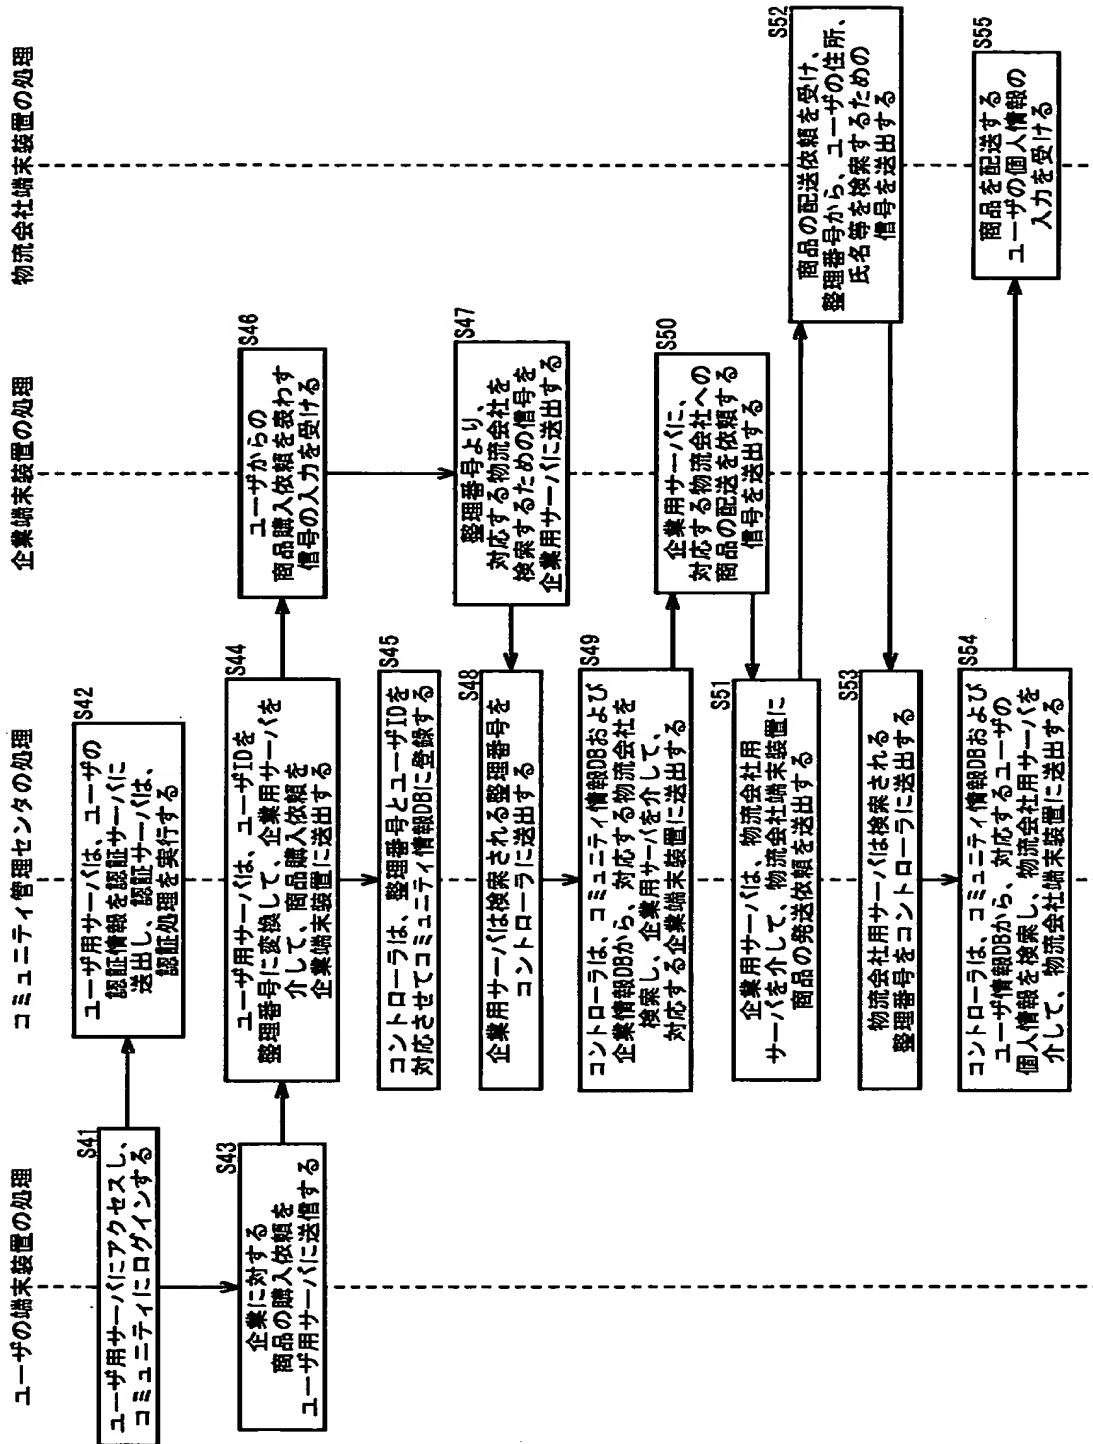 ユーザの端末装置の処理
コミュニティ管理センタの処理
企業端末装置の処理
物流会社端末装置の処理
S41
ユーザ用サーバにアクセスし、
コミュニティにログインする
S42
ユーザ用サーバは、ユーザの
認証情報を認証サーバに
送出し、認証サーバは、
認証処理を実行する
S43
企業に対する
商品の購入依頼を
ユーザ用サーバに送信する
S44
ユーザ用サーバは、ユーザIDを
整理番号に変換して、企業用サーバを
介して、商品購入依頼を
企業端末装置に送出する
S45
コントローラは、整理番号とユーザIDを
対応させてコミュニティ情報DBに登録する
S46
ユーザからの
商品購入依頼を表わす
信号の入力を受ける
S47
整理番号より、
対応する物流会社を
検索するための信号を
企業用サーバに送出する
S48
企業用サーバは検索される整理番号を
コントローラに送出する
S49
コントローラは、コミュニティ情報DBおよび
企業情報DBから、対応する物流会社を
検索し、企業用サーバを介して、
対応する企業端末装置に送出する
S50
企業用サーバに、
対応する物流会社への
商品の配送を依頼する
信号を送出する
S51
企業用サーバは、物流会社用
サーバを介して、物流会社端末装置に
商品の発送依頼を送出する
S52
商品の配送依頼を受け、
整理番号から、ユーザの住所、
氏名等を検索するための
信号を送出する
S53
物流会社用サーバは検索される
整理番号をコントローラに送出する
S54
コントローラは、コミュニティ情報DBおよび
ユーザ情報DBから、対応するユーザの
個人情報を検索し、物流会社用サーバを
介して、物流会社端末装置に送出する
S55
商品を配送する
ユーザの個人情報の
入力を受ける